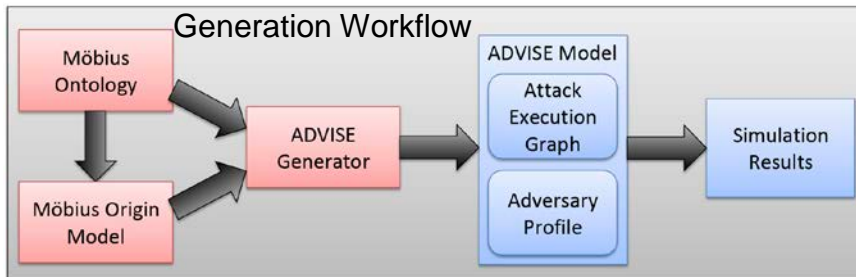 Generation Workflow
Möbius
Ontology
Möbius Origin
Model
ADVISE
Generator
ADVISE Model
Attack
Execution
Graph
Adversary
Profile
Simulation
Results